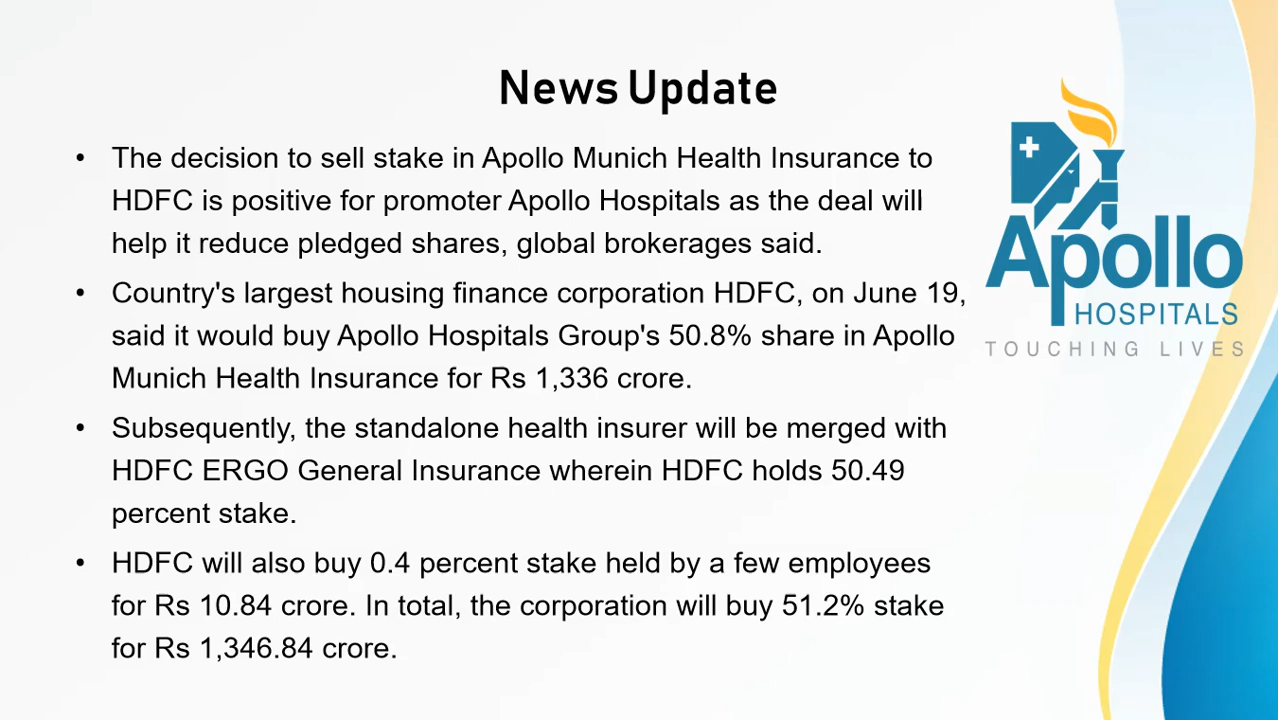 News Update
• The decision to sell stake in Apollo Munich Health Insurance to
HDFC is positive for promoter Apollo Hospitals as the deal will
help it reduce pledged shares, global brokerages said.
• Country's largest housing finance corporation HDFC, on June 19,
said it would buy Apollo Hospitals Group's 50.8% share in Apollo
Munich Health Insurance for Rs 1,336 crore.
• Subsequently, the standalone health insurer will be merged with
HDFC ERGO General Insurance wherein HDFC holds 50.49
percent stake.
• HDFC will also buy 0.4 percent stake held by a few employees
for Rs 10.84 crore. In total, the corporation will buy 51.2% stake
for Rs 1,346.84 crore.
Apollo
HOSPITALS
TOUCHING LIVES